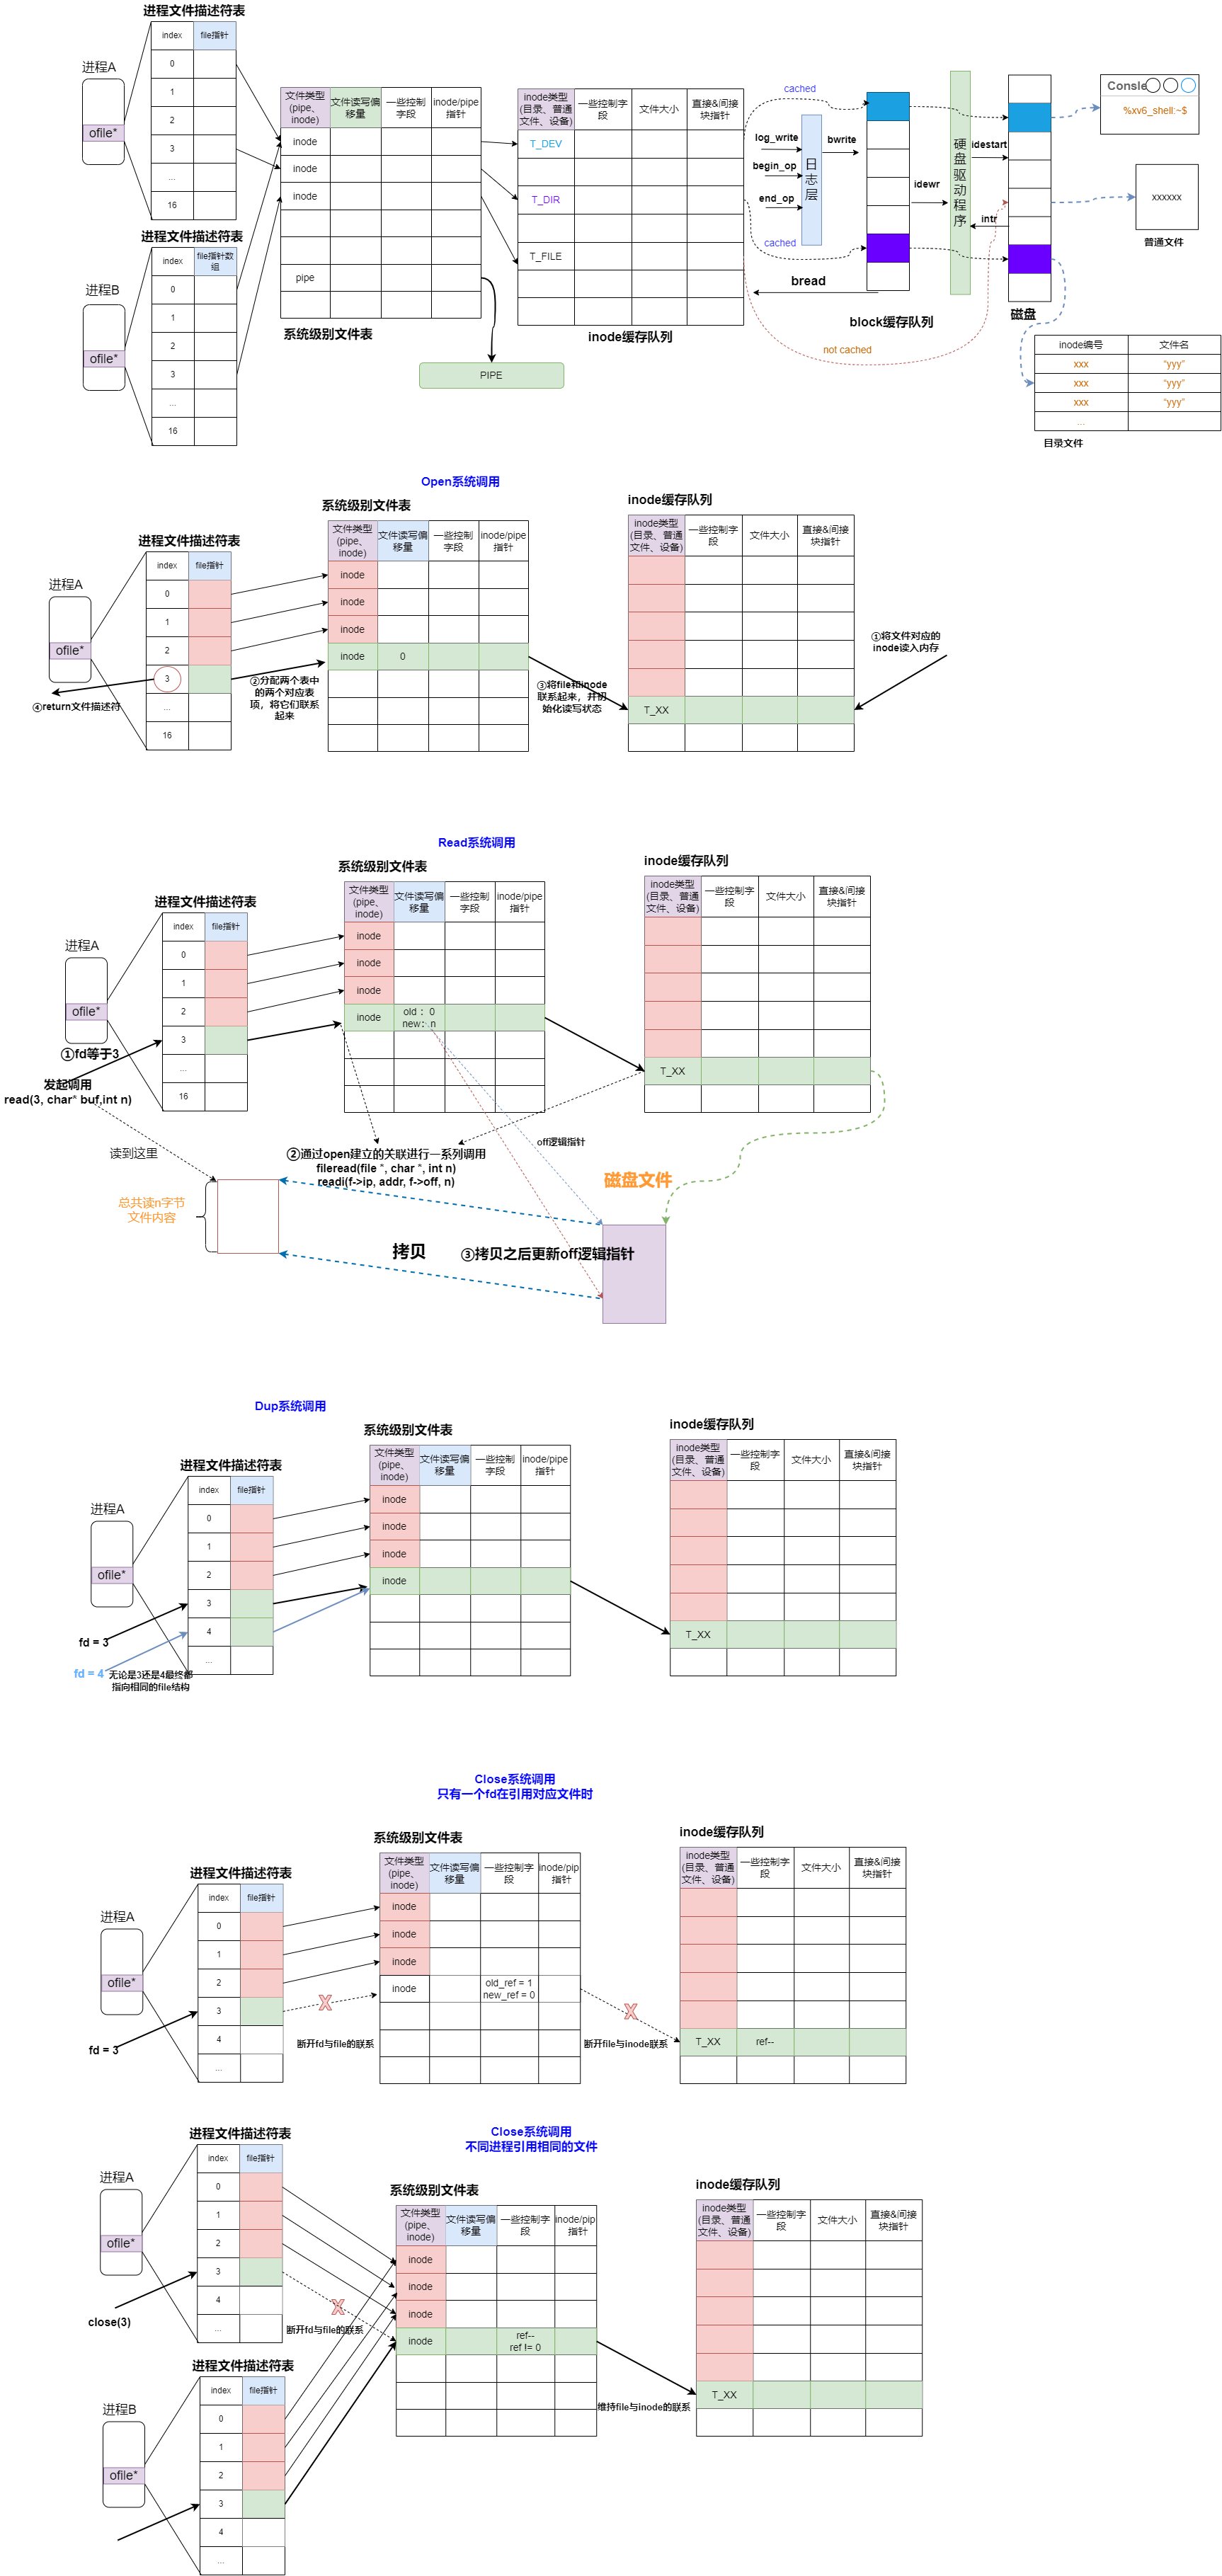 进程文件描述符表
index file指针
0
1
2
3
...
16
进程A
ofile*
进程文件描述符表
index file指针数
组
0
1
2
3
...
16
进程B
ofile*
文件类型
(pipe、
inode)
文件读写偏
移量
一些控制
字段
inode/pipe
指针
inode
inode
inode
pipe
系统级别文件表
PIPE
inode类型
(目录、普通
文件、设备)
一些控制字
段
文件大小
直接&间接
块指针
T_DEV
T_DIR
T_FILE
inode缓存队列
cached
log_write
begin_op
end_op
日志层
bwrite
cached
bread
not cached
block缓存队列
idewr
硬盘驱动程序
idestart
intr
磁盘
Consle
%xv6_shell:~$
xxxxxx
普通文件
inode编号 文件名
xxx "yyy"
xxx "yyy"
xxx "yyy"
...
目录文件
Open系统调用
系统级别文件表
inode缓存队列
进程文件描述符表
进程A
ofile*
index file指针
0
1
2
3
...
16
④return文件描述符
文件类型
(pipe、
inode)
文件读写偏
移量
一些控制
字段
inode/pipe
指针
inode
inode
inode
inode 0
②分配两个表中
的两个对应表
项，将它们联系
起来
③将file和inode
联系起来，并初
始化读写状态
inode类型
(目录、普通
文件、设备)
一些控制字
段
文件大小
直接&间接
块指针
T_XX
①将文件对应的
inode读入内存
Read系统调用
系统级别文件表
inode缓存队列
进程文件描述符表
进程A
ofile*
index file指针
0
1
2
3
...
16
①fd等于3
发起调用
read(3, char* buf,int n)
文件类型
(pipe、
inode)
文件读写偏
移量
一些控制
字段
inode/pipe
指针
inode
inode
inode
inode
old： 0
new： n
inode类型
(目录、普通
文件、设备)
一些控制字
段
文件大小
直接&间接
块指针
T_XX
读到这里
②通过open建立的关联进行一系列调用
fileread(file *, char *, int n)
readi(f->ip, addr, f->off, n)
off逻辑指针
磁盘文件
总共读n字节
文件内容
拷贝
③拷贝之后更新off逻辑指针
Dup系统调用
系统级别文件表
inode缓存队列
进程文件描述符表
进程A
ofile*
index file指针
0
1
2
3
4
...
fd = 3
fd = 4
无论是3还是4最终都
指向相同的file结构
文件类型
(pipe、
inode)
文件读写偏
移量
一些控制
字段
inode/pipe
指针
inode
inode
inode
inode
inode类型
(目录、普通
文件、设备)
一些控制字
段
文件大小
直接&间接
块指针
T_XX
Close系统调用
只有一个fd在引用对应文件时
系统级别文件表
inode缓存队列
进程文件描述符表
进程A
ofile*
index file指针
0
1
2
3
4
...
fd = 3
X
断开fd与file的联系
文件类型
(pipe、
inode)
文件读写偏
移量
一些控制字
段
inode/pip
指针
inode
inode
inode
inode
old_ref = 1
new_ref = 0
X
断开file与inode联系
inode类型
(目录、普通
文件、设备)
一些控制字
段
文件大小
直接&间接
块指针
T_XX ref--
Close系统调用
不同进程引用相同的文件
进程文件描述符表
进程A
ofile*
index file指针
0
1
2
3
4
...
close(3)
X
断开fd与file的联系
系统级别文件表
文件类型
(pipe、
inode)
文件读写偏
移量
一些控制字
段
inode/pip
指针
inode
inode
inode
inode
ref--
ref != 0
维持file与inode的联系
inode缓存队列
inode类型
(目录、普通
文件、设备)
一些控制字
段
文件大小
直接&间接
块指针
T_XX
进程文件描述符表
进程B
ofile*
index file指针
0
1
2
3
4
...